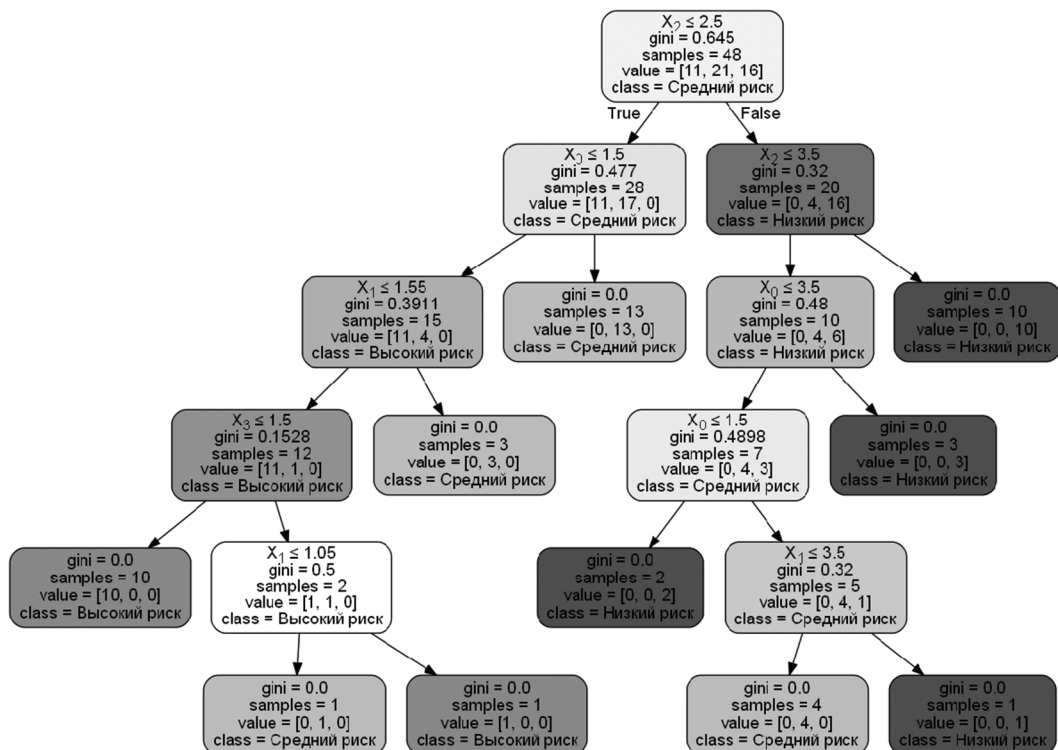 X₂ ≤ 2.5
gini = 0.645
samples = 48
value = [11, 21, 16]
class = Средний риск
True
False
X₀ ≤ 1.5
gini = 0.477
samples = 28
value = [11, 17, 0]
class = Средний риск
X₂ ≤ 3.5
gini = 0.32
samples = 20
value = [0, 4, 16]
class = Низкий риск
X₁ ≤ 1.55
gini = 0.3911
samples = 15
value = [11, 4, 0]
class = Высокий риск
gini = 0.0
samples = 13
value = [0, 13, 0]
class = Средний риск
X₀ ≤ 3.5
gini = 0.48
samples = 10
value = [0, 4, 6]
class = Низкий риск
gini = 0.0
samples = 10
value = [0, 0, 10]
class = Низкий риск
X₃ ≤ 1.5
gini = 0.1528
samples = 12
value = [11, 1, 0]
class = Высокий риск
gini = 0.0
samples = 3
value = [0, 3, 0]
class = Средний риск
X₀ ≤ 1.5
gini = 0.4898
samples = 7
value = [0, 4, 3]
class = Средний риск
gini = 0.0
samples = 3
value = [0, 0, 3]
class = Низкий риск
gini = 0.0
samples = 10
value = [10, 0, 0]
class = Высокий риск
X₁ ≤ 1.05
gini = 0.5
samples = 2
value = [1, 1, 0]
class = Высокий риск
gini = 0.0
samples = 2
value = [0, 0, 2]
class = Низкий риск
X₁ ≤ 3.5
gini = 0.32
samples = 5
value = [0, 4, 1]
class = Средний риск
gini = 0.0
samples = 1
value = [0, 1, 0]
class = Средний риск
gini = 0.0
samples = 1
value = [1, 0, 0]
class = Высокий риск
gini = 0.0
samples = 4
value = [0, 4, 0]
class = Средний риск
gini = 0.0
samples = 1
value = [0, 0, 1]
class = Низкий риск